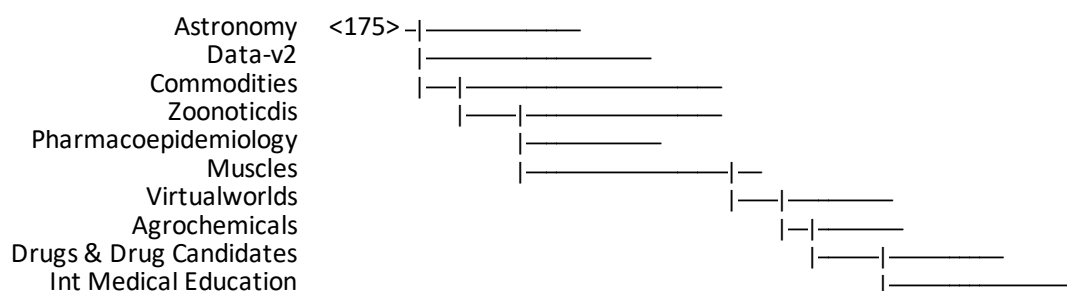 Astronomy <175>
Data-v2
Commodities
Zoonoticdis
Pharmacoepidemiology
Muscles
Virtualworlds
Agrochemicals
Drugs & Drug Candidates
Int Medical Education